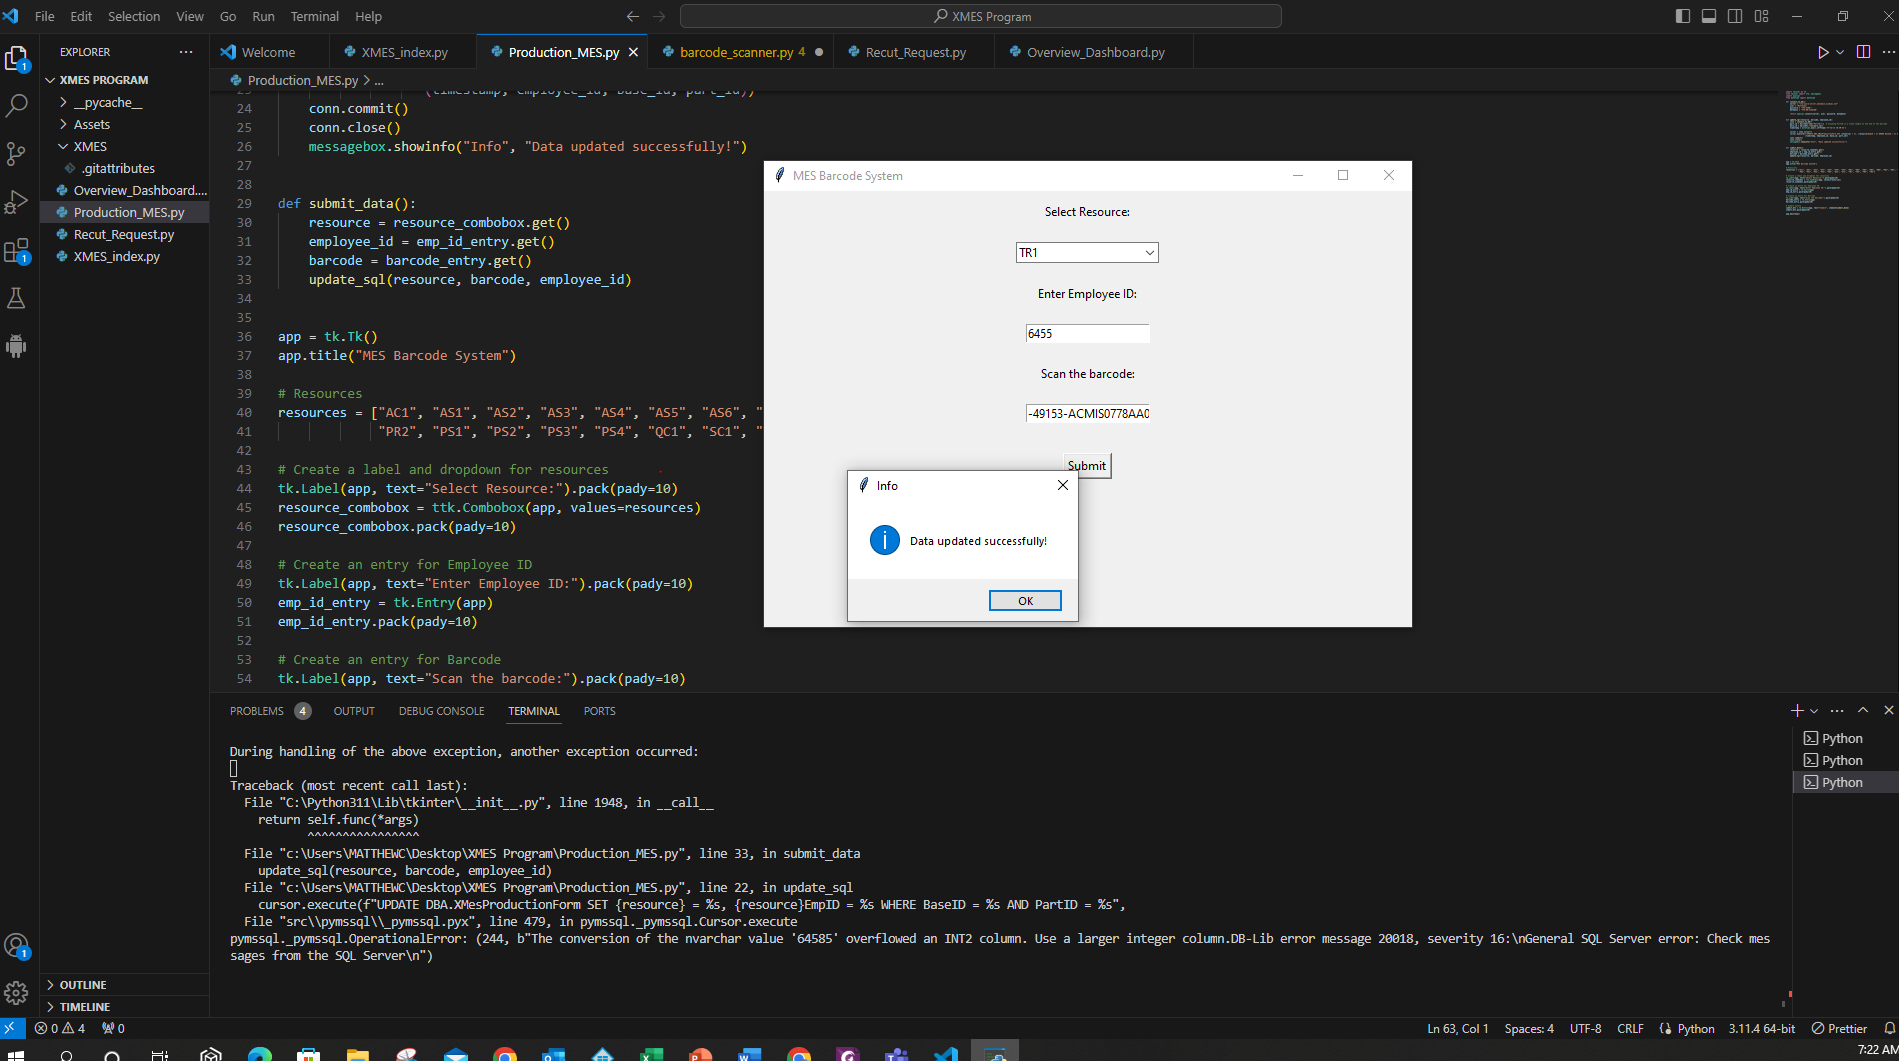 File Edit Selection View Go Run Terminal Help
XMES Program
EXPLORER
XMES PROGRAM
__pycache__
Assets
XMES
.gitattributes
Overview_Dashboard....
Production_MES.py
Recut_Request.py
XMES_index.py
OUTLINE
TIMELINE
Welcome
XMES_index.py
Production_MES.py
barcode_scanner.py 4
Recut_Request.py
Overview_Dashboard.py
Production_MES.py > ...
23 (timestamp, employee_id, base_id, part_id))
24 conn.commit()
25 conn.close()
26 messagebox.showinfo("Info", "Data updated successfully!")
27
28
29 def submit_data():
30 resource = resource_combobox.get()
31 employee_id = emp_id_entry.get()
32 barcode = barcode_entry.get()
33 update_sql(resource, barcode, employee_id)
34
35
36 app = tk.Tk()
37 app.title("MES Barcode System")
38
39 # Resources
40 resources = ["AC1", "AS1", "AS2", "AS3", "AS4", "AS5", "AS6", "
41 "PR2", "PS1", "PS2", "PS3", "PS4", "QC1", "SC1", "
42
43 # Create a label and dropdown for resources
44 tk.Label(app, text="Select Resource:").pack(pady=10)
45 resource_combobox = ttk.Combobox(app, values=resources)
46 resource_combobox.pack(pady=10)
47
48 # Create an entry for Employee ID
49 tk.Label(app, text="Enter Employee ID:").pack(pady=10)
50 emp_id_entry = tk.Entry(app)
51 emp_id_entry.pack(pady=10)
52
53 # Create an entry for Barcode
54 tk.Label(app, text="Scan the barcode:").pack(pady=10)
MES Barcode System
Select Resource:
TR1
Enter Employee ID:
6455
Scan the barcode:
-49153-ACMIS0778AA0
Submit
Info
Data updated successfully!
OK
PROBLEMS 4 OUTPUT DEBUG CONSOLE TERMINAL PORTS
During handling of the above exception, another exception occurred:
Traceback (most recent call last):
File "C:\Python311\Lib\tkinter\__init__.py", line 1948, in __call__
return self.func(*args)
^^^^^^^^^^^^^^^^
File "c:\Users\MATTHEWC\Desktop\XMES Program\Production_MES.py", line 33, in submit_data
update_sql(resource, barcode, employee_id)
File "c:\Users\MATTHEWC\Desktop\XMES Program\Production_MES.py", line 22, in update_sql
cursor.execute(f"UPDATE DBA.XMesProductionForm SET {resource} = %s, {resource}EmpID = %s WHERE BaseID = %s AND PartID = %s",
File "src\\pymssql\\_pymssql.pyx", line 479, in pymssql._pymssql.Cursor.execute
pymssql._pymssql.OperationalError: (244, b"The conversion of the nvarchar value '64585' overflowed an INT2 column. Use a larger integer column.DB-Lib error message 20018, severity 16:\nGeneral SQL Server error: Check mes
sages from the SQL Server\n")
Python
Python
Python
0 4 0
Ln 63, Col 1 Spaces: 4 UTF-8 CRLF Python 3.11.4 64-bit Prettier
7:22 AM